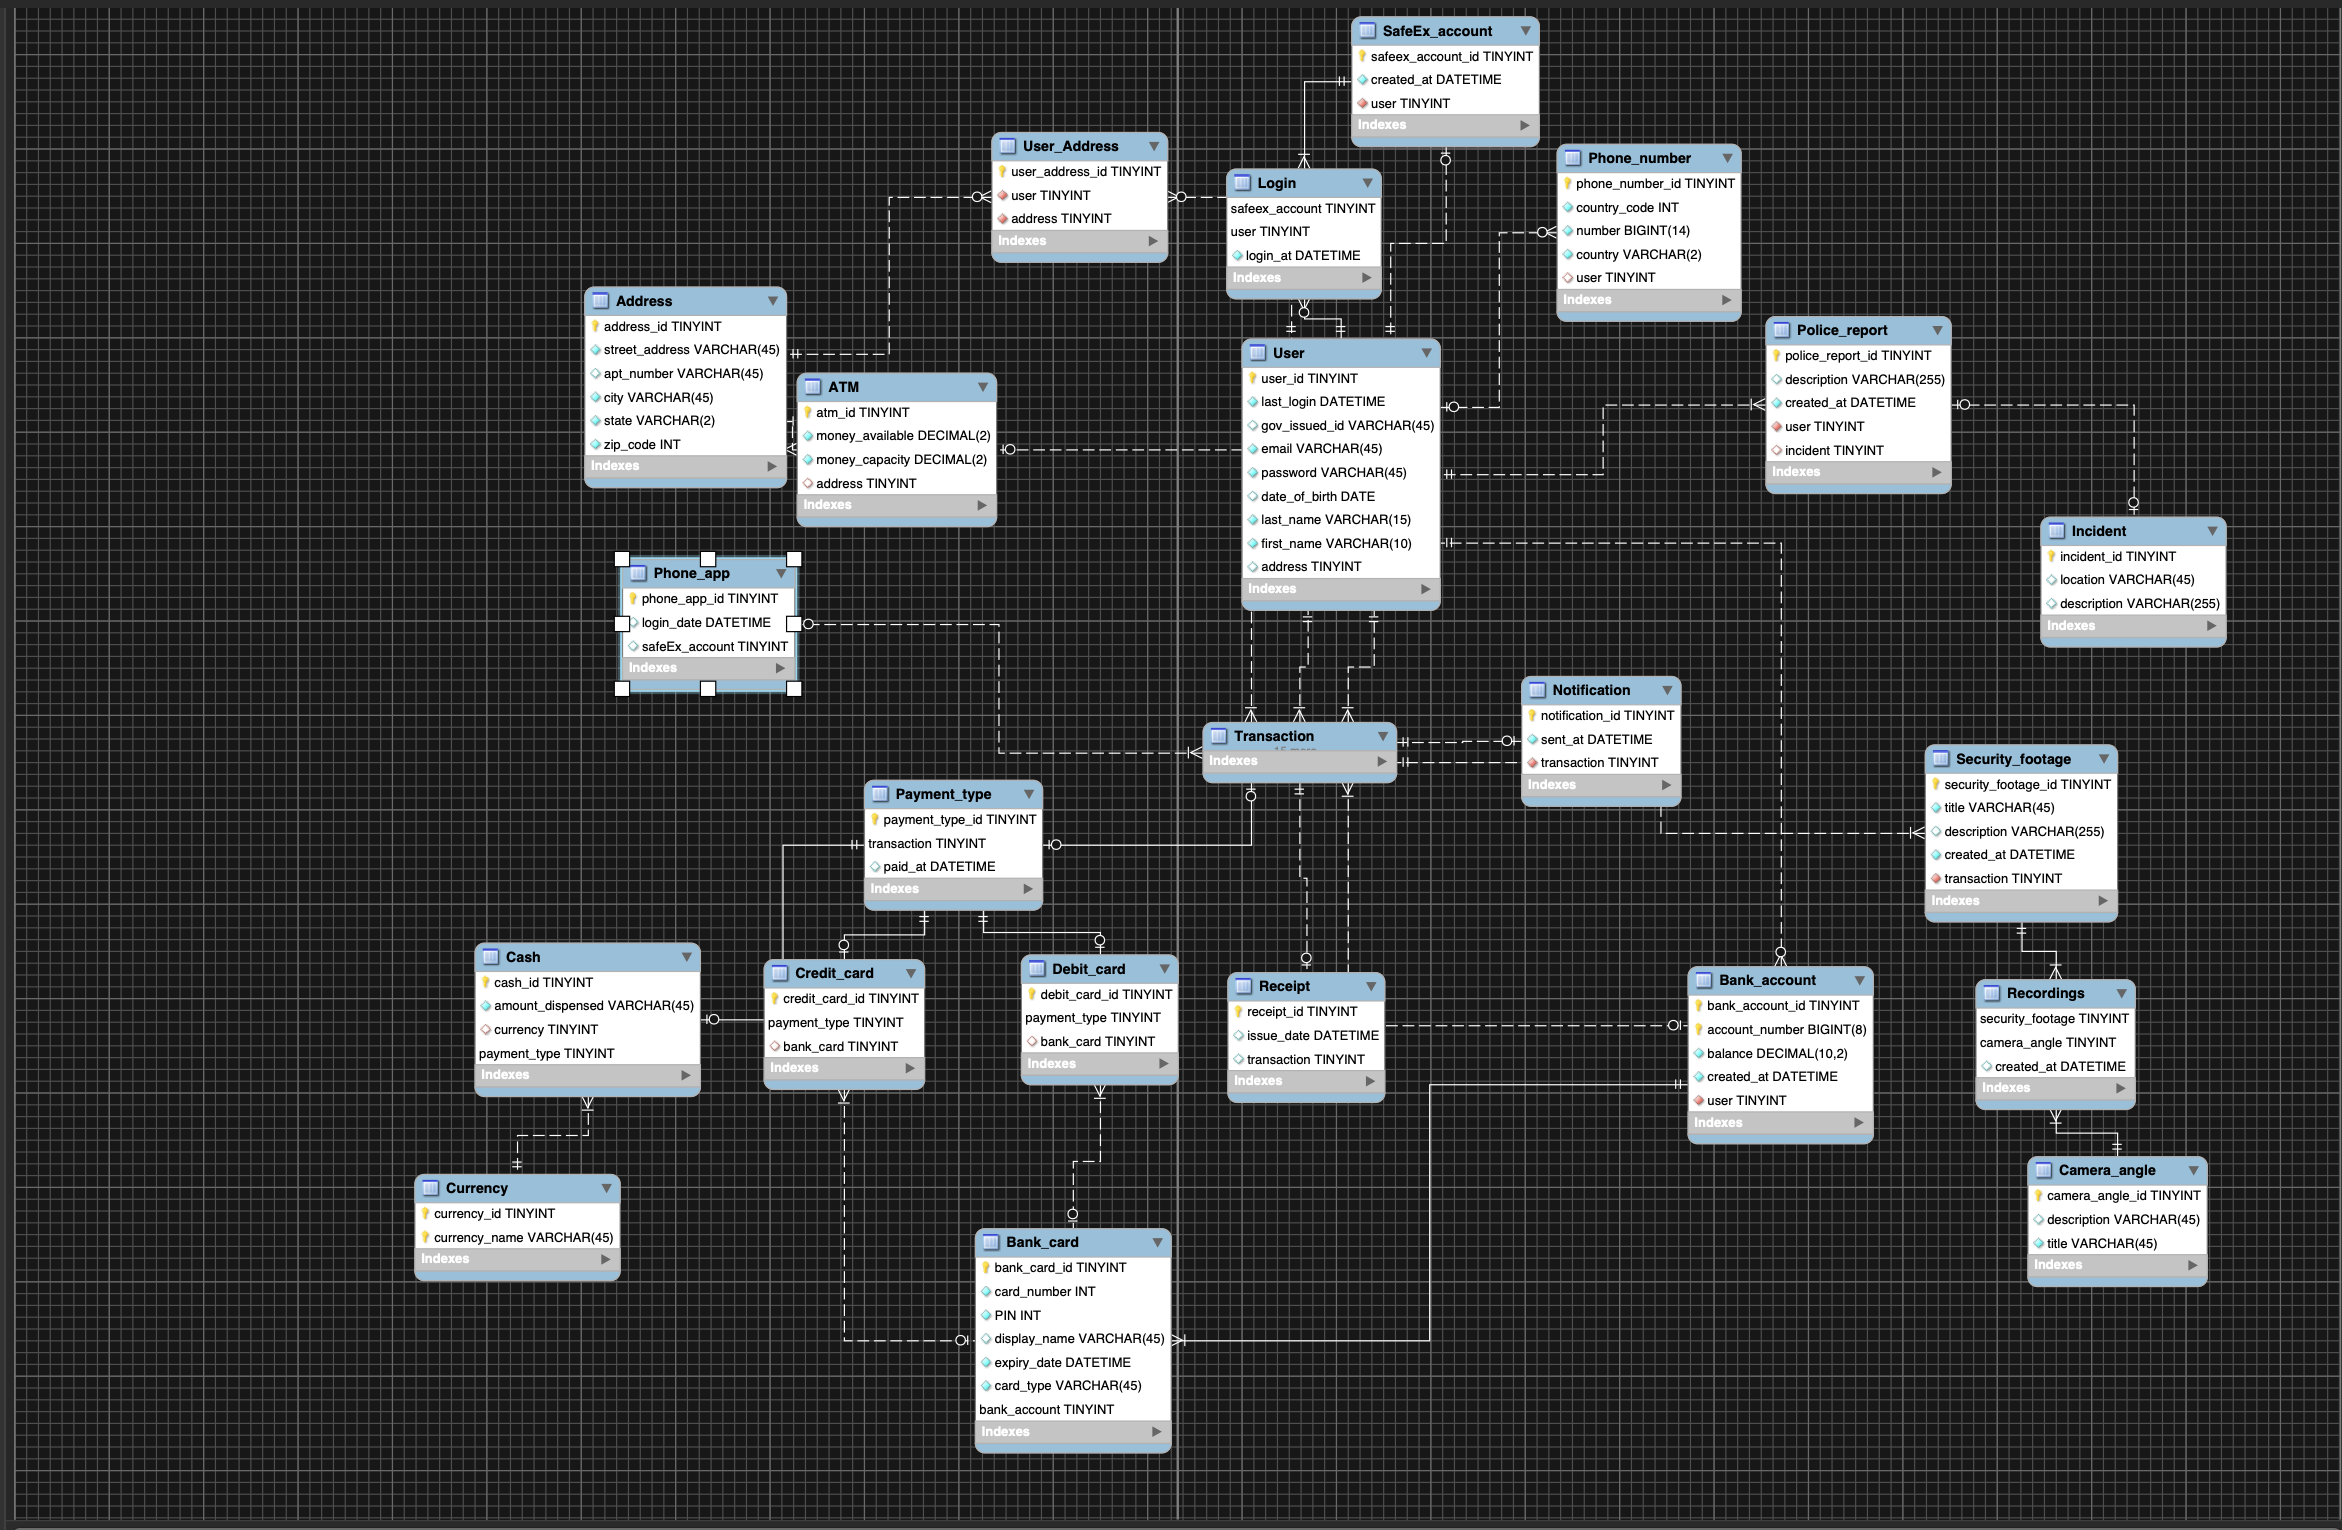 SafeEx_account
safeex_account_id TINYINT
created_at DATETIME
user TINYINT
Indexes
User_Address
user_address_id TINYINT
user TINYINT
address TINYINT
Indexes
Login
safeex_account TINYINT
user TINYINT
login_at DATETIME
Indexes
Phone_number
phone_number_id TINYINT
country_code INT
number BIGINT(14)
country VARCHAR(2)
user TINYINT
Indexes
Address
address_id TINYINT
street_address VARCHAR(45)
apt_number VARCHAR(45)
city VARCHAR(45)
state VARCHAR(2)
zip_code INT
Indexes
ATM
atm_id TINYINT
money_available DECIMAL(2)
money_capacity DECIMAL(2)
address TINYINT
Indexes
User
user_id TINYINT
last_login DATETIME
gov_issued_id VARCHAR(45)
email VARCHAR(45)
password VARCHAR(45)
date_of_birth DATE
last_name VARCHAR(15)
first_name VARCHAR(10)
address TINYINT
Indexes
Police_report
police_report_id TINYINT
description VARCHAR(255)
created_at DATETIME
user TINYINT
incident TINYINT
Indexes
Incident
incident_id TINYINT
location VARCHAR(45)
description VARCHAR(255)
Indexes
Phone_app
phone_app_id TINYINT
login_date DATETIME
safeEx_account TINYINT
Indexes
Transaction
15 more
Indexes
Notification
notification_id TINYINT
sent_at DATETIME
transaction TINYINT
Indexes
Security_footage
security_footage_id TINYINT
title VARCHAR(45)
description VARCHAR(255)
created_at DATETIME
transaction TINYINT
Indexes
Payment_type
payment_type_id TINYINT
transaction TINYINT
paid_at DATETIME
Indexes
Cash
cash_id TINYINT
amount_dispensed VARCHAR(45)
currency TINYINT
payment_type TINYINT
Indexes
Credit_card
credit_card_id TINYINT
payment_type TINYINT
bank_card TINYINT
Indexes
Debit_card
debit_card_id TINYINT
payment_type TINYINT
bank_card TINYINT
Indexes
Receipt
receipt_id TINYINT
issue_date DATETIME
transaction TINYINT
Indexes
Bank_account
bank_account_id TINYINT
account_number BIGINT(8)
balance DECIMAL(10,2)
created_at DATETIME
user TINYINT
Indexes
Recordings
security_footage TINYINT
camera_angle TINYINT
created_at DATETIME
Indexes
Currency
currency_id TINYINT
currency_name VARCHAR(45)
Indexes
Camera_angle
camera_angle_id TINYINT
description VARCHAR(45)
title VARCHAR(45)
Indexes
Bank_card
bank_card_id TINYINT
card_number INT
PIN INT
display_name VARCHAR(45)
expiry_date DATETIME
card_type VARCHAR(45)
bank_account TINYINT
Indexes